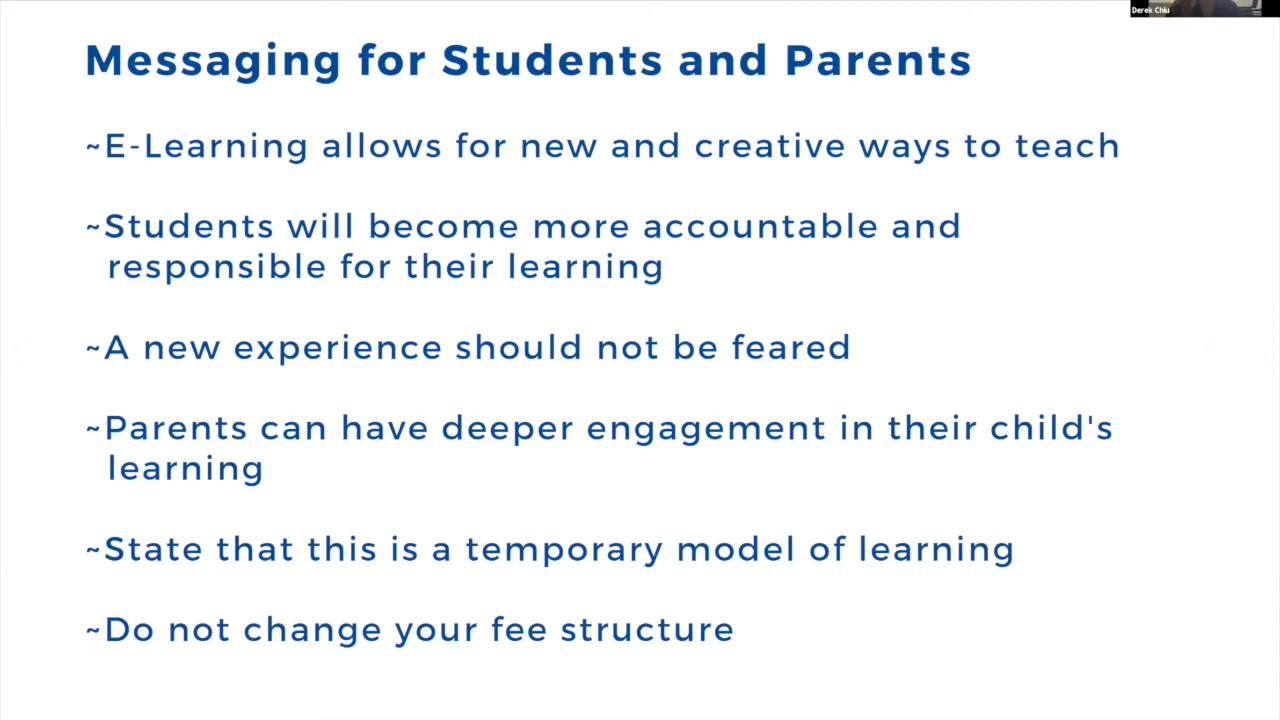 Derek Chiu
Messaging for Students and Parents
~E-Learning allows for new and creative ways to teach
~Students will become more accountable and
responsible for their learning
~A new experience should not be feared
~Parents can have deeper engagement in their child's
learning
~State that this is a temporary model of learning
~Do not change your fee structure